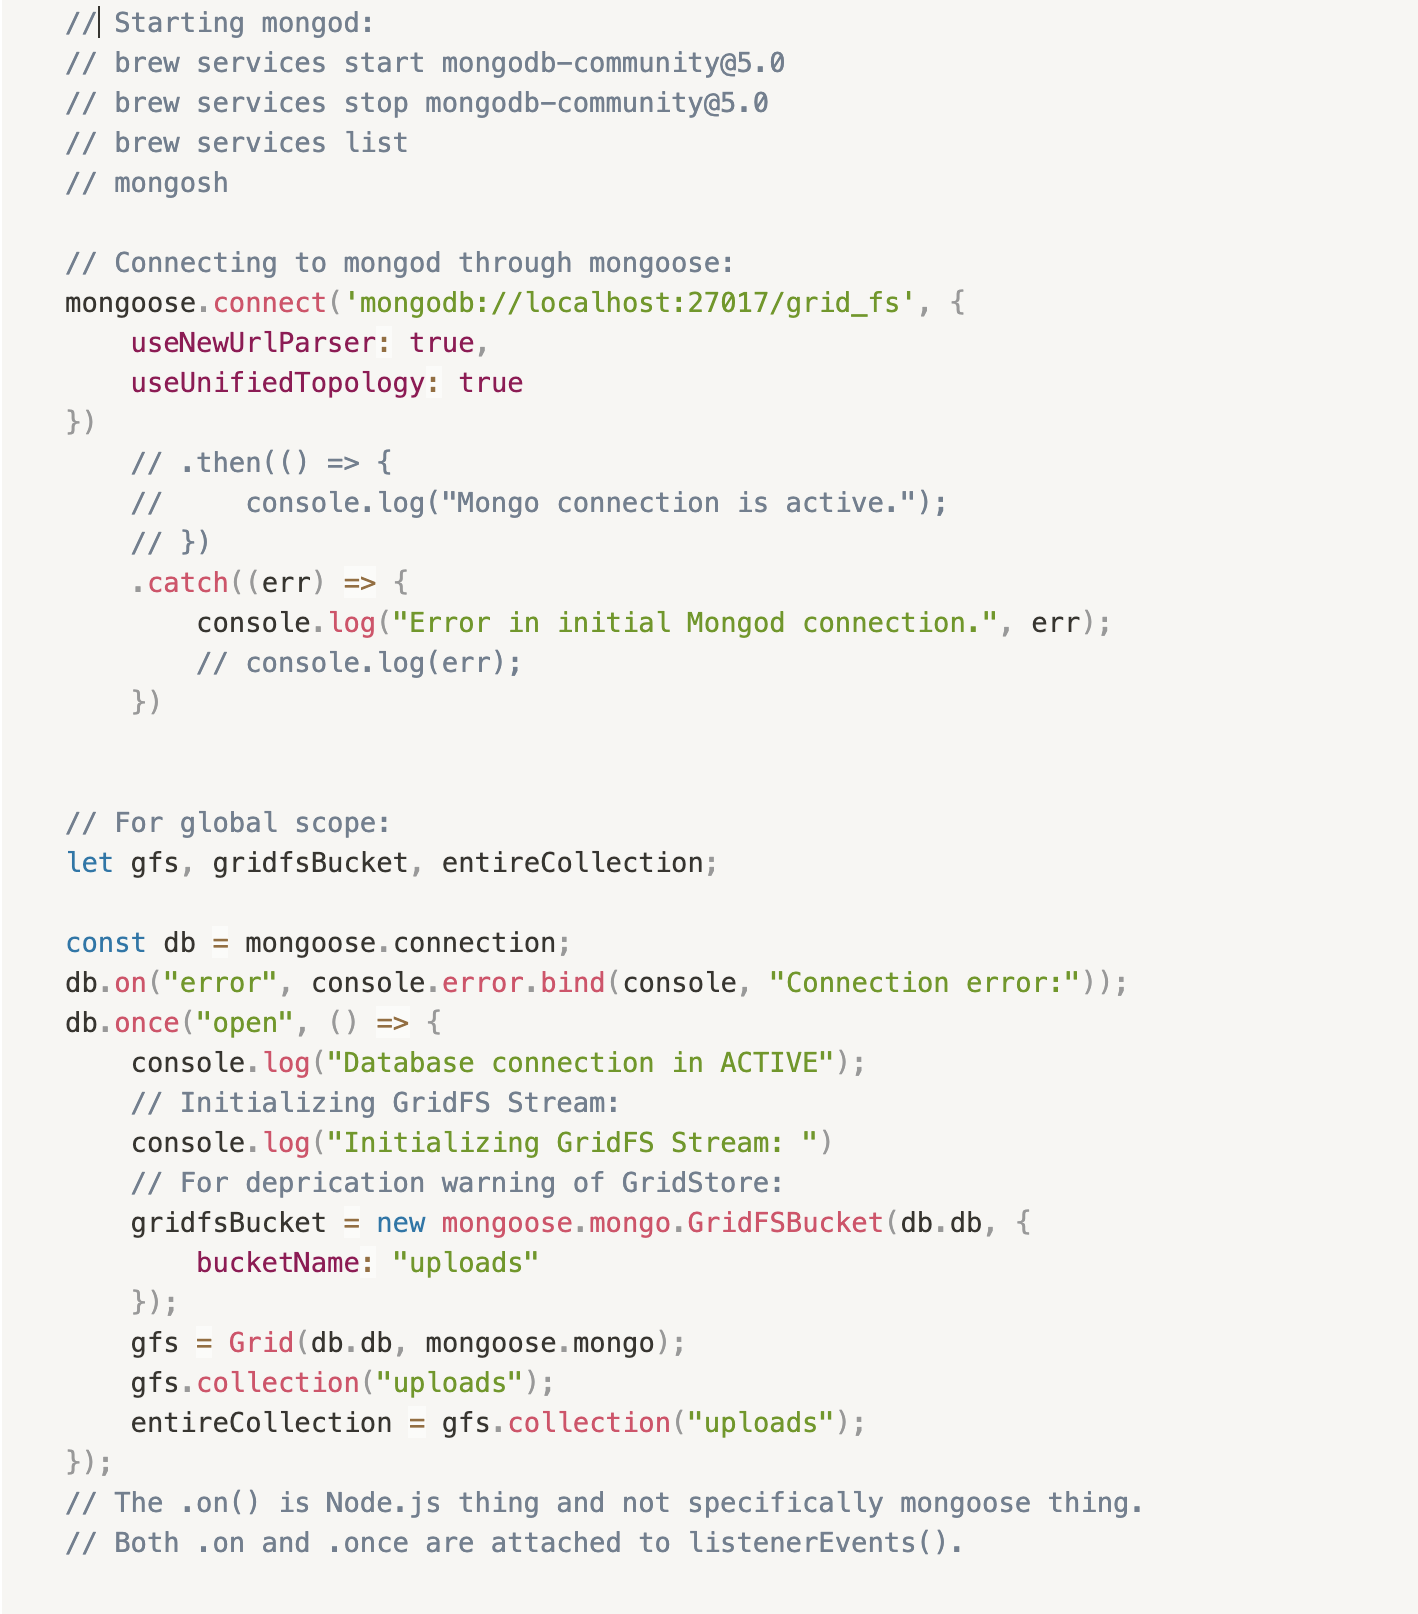 // Starting mongod:
// brew services start mongodb-community@5.0
// brew services stop mongodb-community@5.0
// brew services list
// mongosh

// Connecting to mongod through mongoose:
mongoose.connect('mongodb://localhost:27017/grid_fs', {
    useNewUrlParser: true,
    useUnifiedTopology: true
})
    // .then(() => {
    //     console.log("Mongo connection is active.");
    // })
    .catch((err) => {
        console.log("Error in initial Mongod connection.", err);
        // console.log(err);
    })


// For global scope:
let gfs, gridfsBucket, entireCollection;

const db = mongoose.connection;
db.on("error", console.error.bind(console, "Connection error:"));
db.once("open", () => {
    console.log("Database connection in ACTIVE");
    // Initializing GridFS Stream:
    console.log("Initializing GridFS Stream: ")
    // For deprication warning of GridStore:
    gridfsBucket = new mongoose.mongo.GridFSBucket(db.db, {
        bucketName: "uploads"
    });
    gfs = Grid(db.db, mongoose.mongo);
    gfs.collection("uploads");
    entireCollection = gfs.collection("uploads");
});
// The .on() is Node.js thing and not specifically mongoose thing.
// Both .on and .once are attached to listenerEvents().